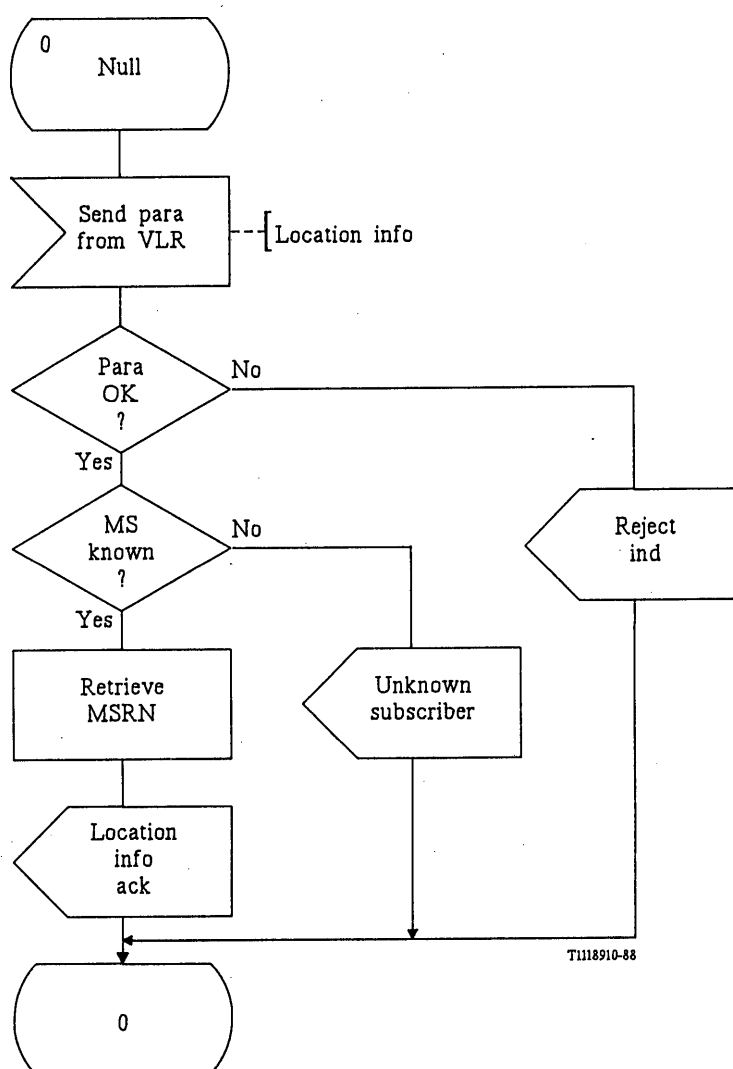 0
Null
Send para
from VLR
Location info
Para
OK
?
No
Yes
MS
known
?
No
Yes
Reject
ind
Retrieve
MSRN
Unknown
subscriber
Location
info
ack
T1118910-88
0